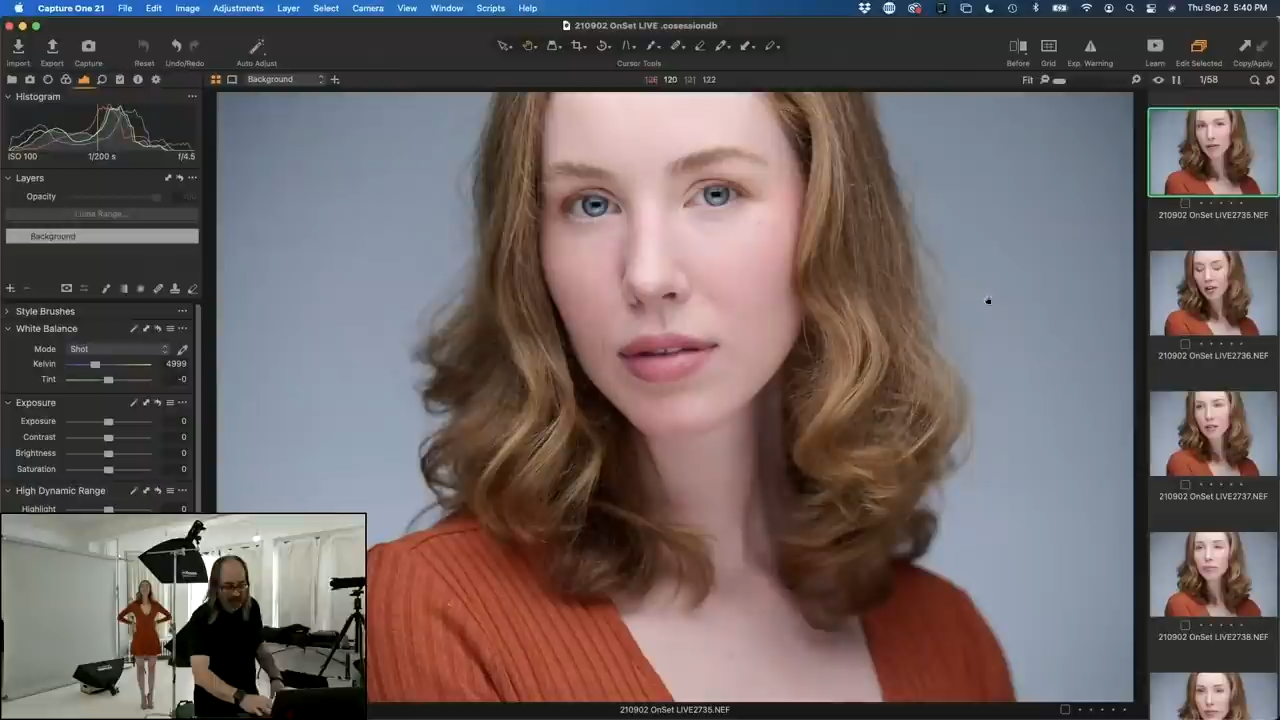 Capture One 21 File Edit Image Adjustments Layer Select Camera View Window Scripts Help Thu Sep 2 5:40 PM
210902 OnSet LIVE .cosessiondb
Import Export Capture Reset Undo/Redo Auto Adjust Cursor Tools Before Grid Exp. Warning Learn Edit Selected Copy/Apply
Background 126 120 121 122 Fit 1/58
Histogram
ISO 100 1/200 s f/4.5
Layers
Opacity
Luma Range...
Background
Style Brushes
White Balance
Mode Shot
Kelvin 4999
Tint -0
Exposure
Exposure 0
Contrast 0
Brightness 0
Saturation 0
High Dynamic Range
Highlight 0
210902 OnSet LIVE2735.NEF
210902 OnSet LIVE2735.NEF
210902 OnSet LIVE2736.NEF
210902 OnSet LIVE2737.NEF
210902 OnSet LIVE2738.NEF